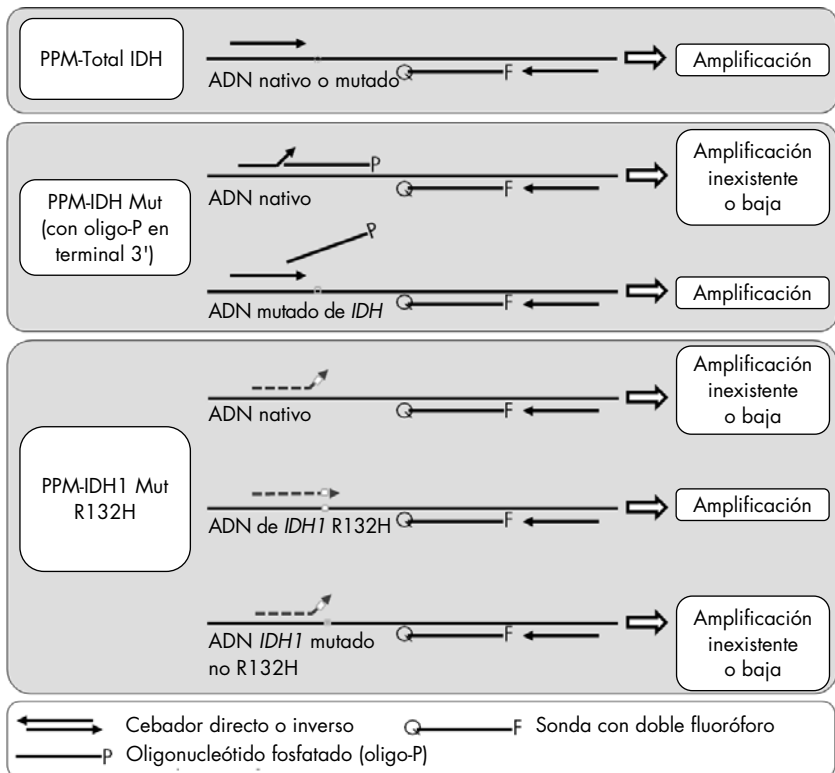 PPM-Total IDH
ADN nativo o mutado
Q
F
Amplificación
PPM-IDH Mut
(con oligo-P en
terminal 3')
P
ADN nativo
Q
F
Amplificación
inexistente
o baja
P
ADN mutado de IDH
Q
F
Amplificación
PPM-IDH1 Mut
R132H
ADN nativo
Q
F
Amplificación
inexistente
o baja
ADN de IDH1 R132H
Q
F
Amplificación
ADN IDH1 mutado
no R132H
Q
F
Amplificación
inexistente
o baja
Cebador directo o inverso
Q
F
Sonda con doble fluoróforo
P
Oligonucleótido fosfatado (oligo-P)